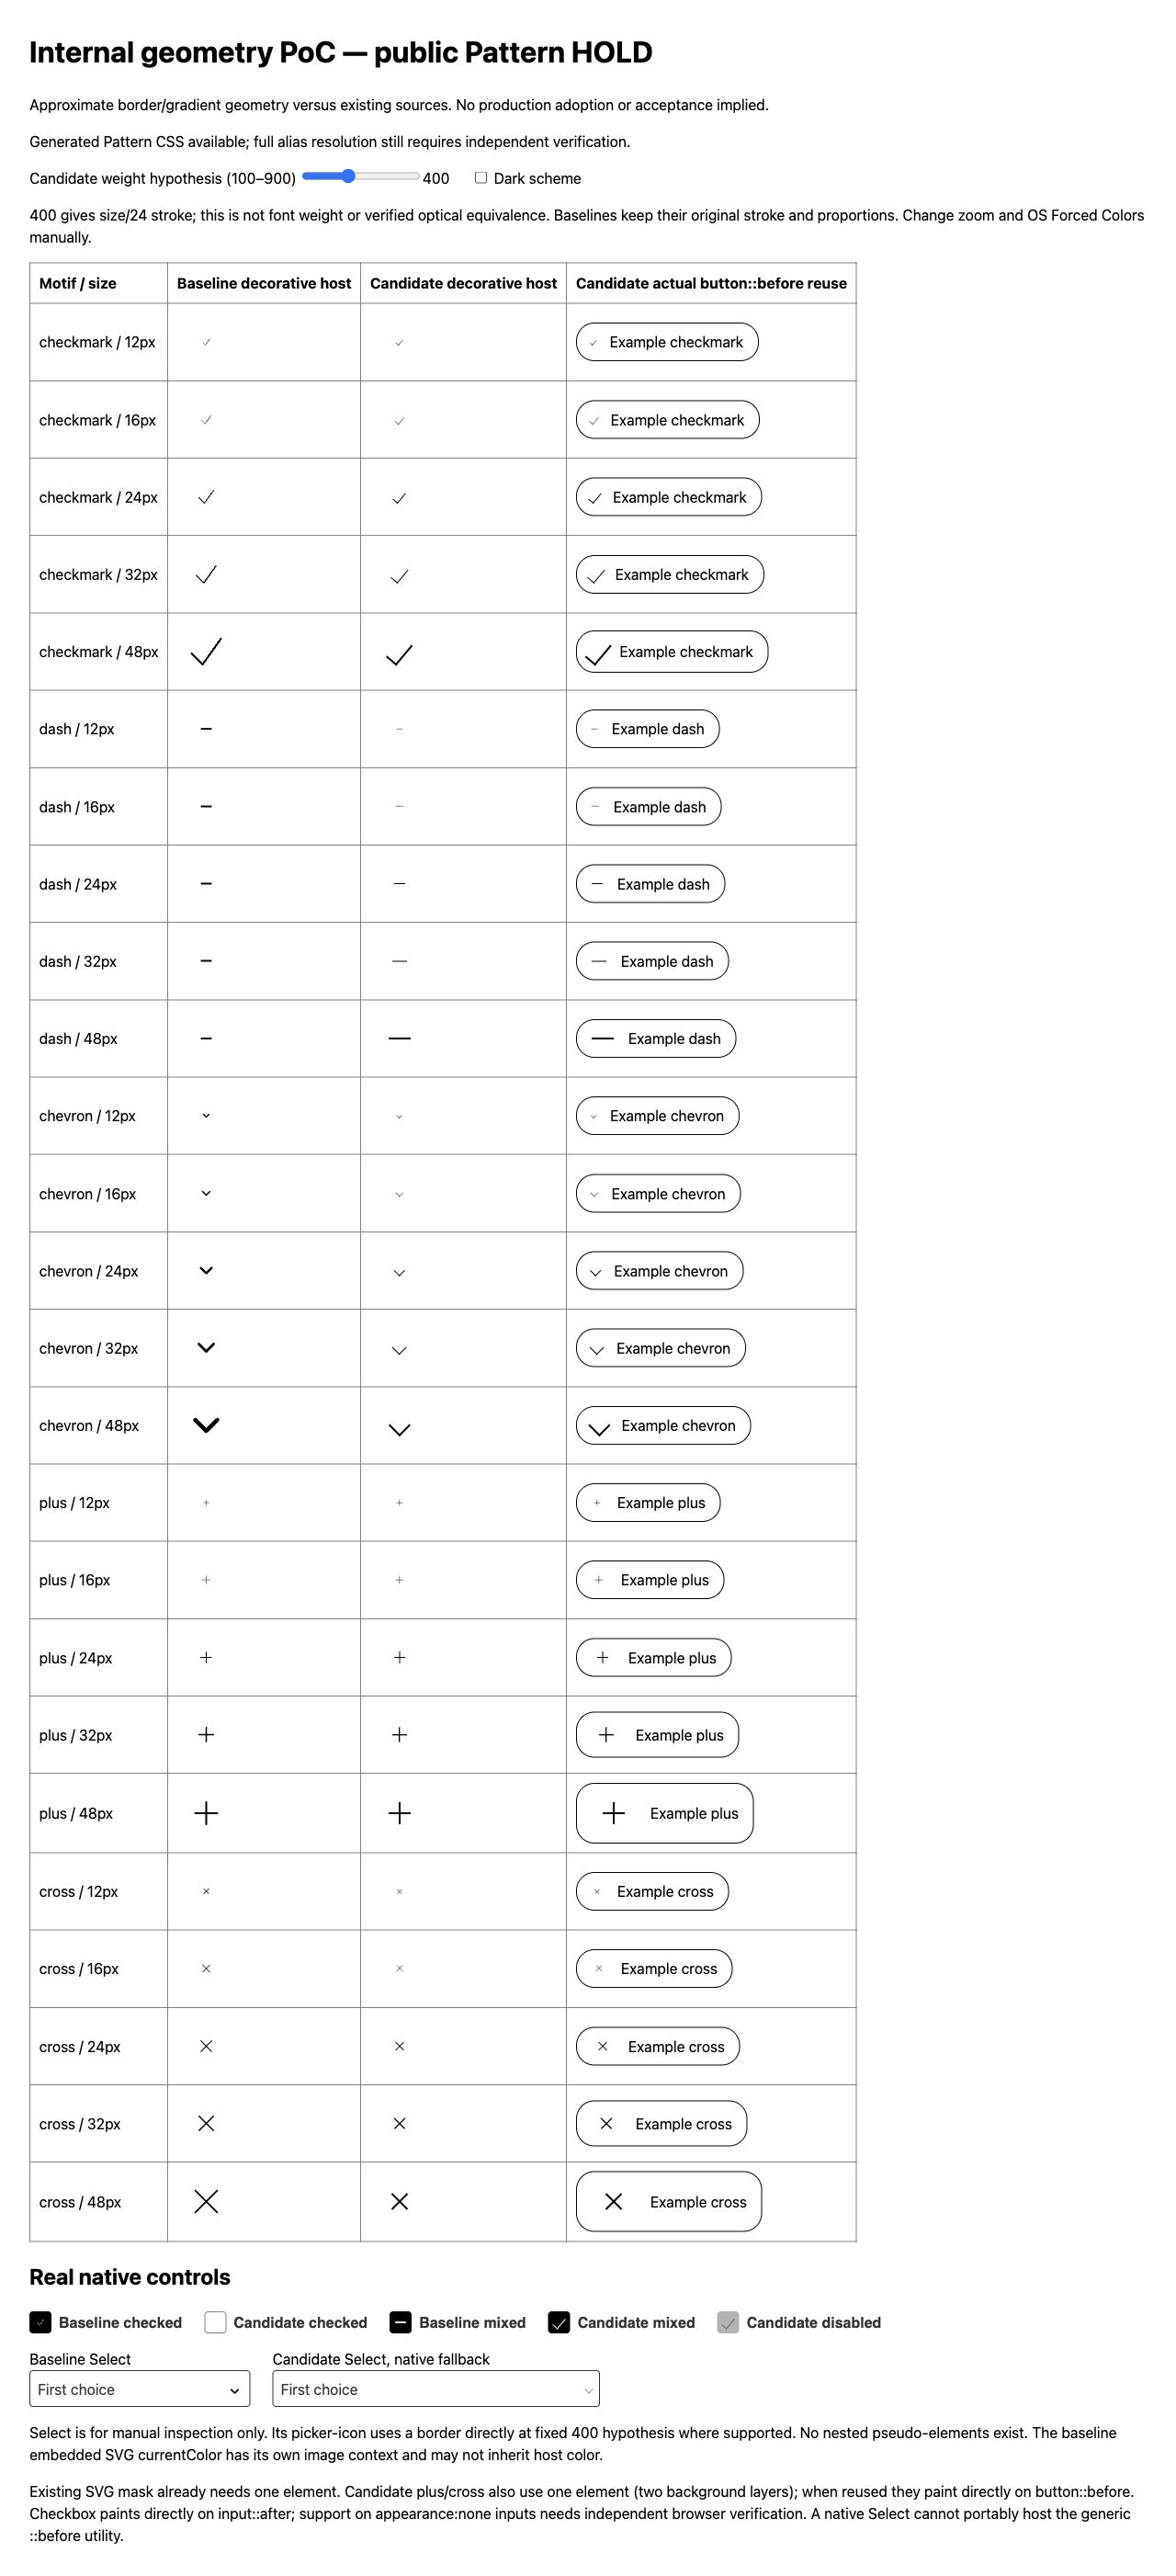 Internal geometry PoC — public Pattern HOLD
Approximate border/gradient geometry versus existing sources. No production adoption or acceptance implied.
Generated Pattern CSS available; full alias resolution still requires independent verification.
Candidate weight hypothesis (100–900) 400 Dark scheme
400 gives size/24 stroke; this is not font weight or verified optical equivalence. Baselines keep their original stroke and proportions. Change zoom and OS Forced Colors
manually.
Motif / size Baseline decorative host Candidate decorative host Candidate actual button::before reuse
checkmark / 12px Example checkmark
checkmark / 16px Example checkmark
checkmark / 24px Example checkmark
checkmark / 32px Example checkmark
checkmark / 48px Example checkmark
dash / 12px Example dash
dash / 16px Example dash
dash / 24px Example dash
dash / 32px Example dash
dash / 48px Example dash
chevron / 12px Example chevron
chevron / 16px Example chevron
chevron / 24px Example chevron
chevron / 32px Example chevron
chevron / 48px Example chevron
plus / 12px Example plus
plus / 16px Example plus
plus / 24px Example plus
plus / 32px Example plus
plus / 48px Example plus
cross / 12px Example cross
cross / 16px Example cross
cross / 24px Example cross
cross / 32px Example cross
cross / 48px Example cross
Real native controls
Baseline checked Candidate checked Baseline mixed Candidate mixed Candidate disabled
Baseline Select Candidate Select, native fallback
First choice First choice
Select is for manual inspection only. Its picker-icon uses a border directly at fixed 400 hypothesis where supported. No nested pseudo-elements exist. The baseline
embedded SVG currentColor has its own image context and may not inherit host color.
Existing SVG mask already needs one element. Candidate plus/cross also use one element (two background layers); when reused they paint directly on button::before.
Checkbox paints directly on input::after; support on appearance:none inputs needs independent browser verification. A native Select cannot portably host the generic
::before utility.